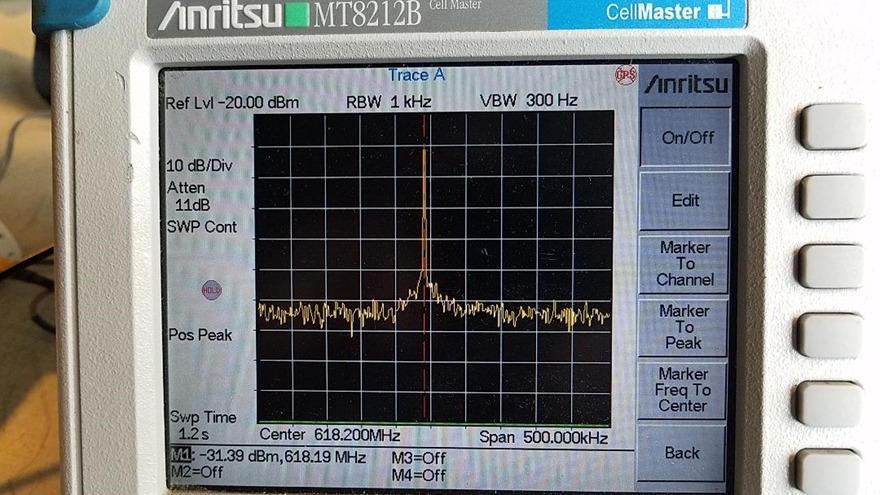 Anritsu MT8212B Cell Master
CellMaster
Trace A
GPS
Anritsu
Ref Lvl -20.00 dBm RBW 1 kHz VBW 300 Hz
On/Off
10 dB/Div
Atten
11dB
SWP Cont
Edit
Marker
To
Channel
HOLD
Marker
To
Peak
Pos Peak
Marker
Freq To
Center
Swp Time
1.2 s
Center 618.200MHz Span 500.000kHz
Back
M1: -31.39 dBm,618.19 MHz M3=Off
M2=Off M4=Off